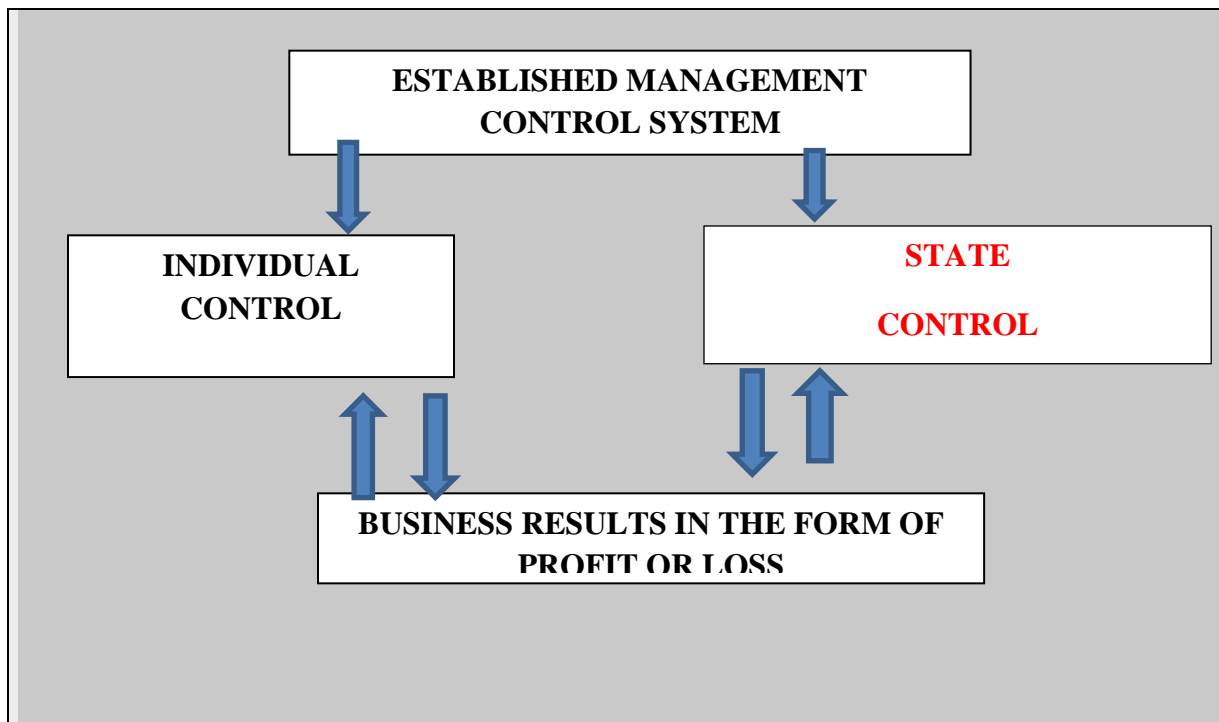 ESTABLISHED MANAGEMENT
CONTROL SYSTEM
INDIVIDUAL
CONTROL
STATE
CONTROL
BUSINESS RESULTS IN THE FORM OF
PROFIT OR LOSS